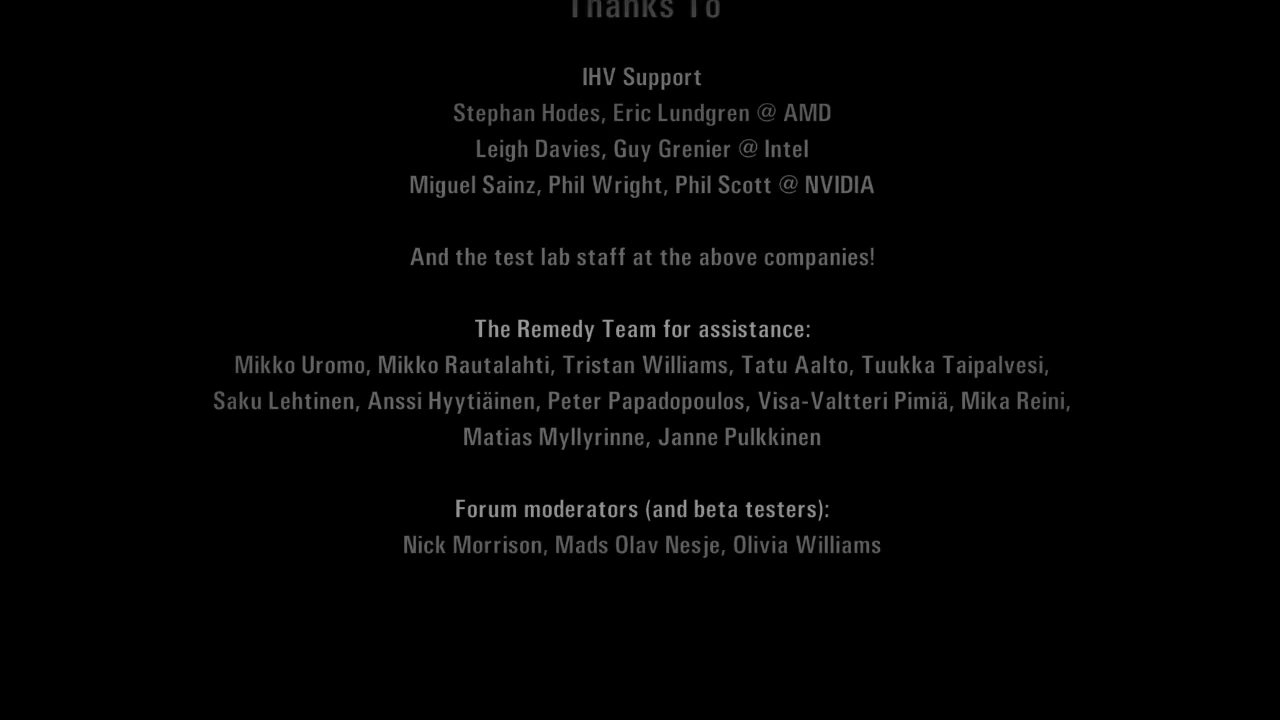 Thanks To
IHV Support
Stephan Hodes, Eric Lundgren @ AMD
Leigh Davies, Guy Grenier @ Intel
Miguel Sainz, Phil Wright, Phil Scott @ NVIDIA
And the test lab staff at the above companies!
The Remedy Team for assistance:
Mikko Uromo, Mikko Rautalahti, Tristan Williams, Tatu Aalto, Tuukka Taipalvesi,
Saku Lehtinen, Anssi Hyytiäinen, Peter Papadopoulos, Visa-Valtteri Pimiä, Mika Reini,
Matias Myllyrinne, Janne Pulkkinen
Forum moderators (and beta testers):
Nick Morrison, Mads Olav Nesje, Olivia Williams